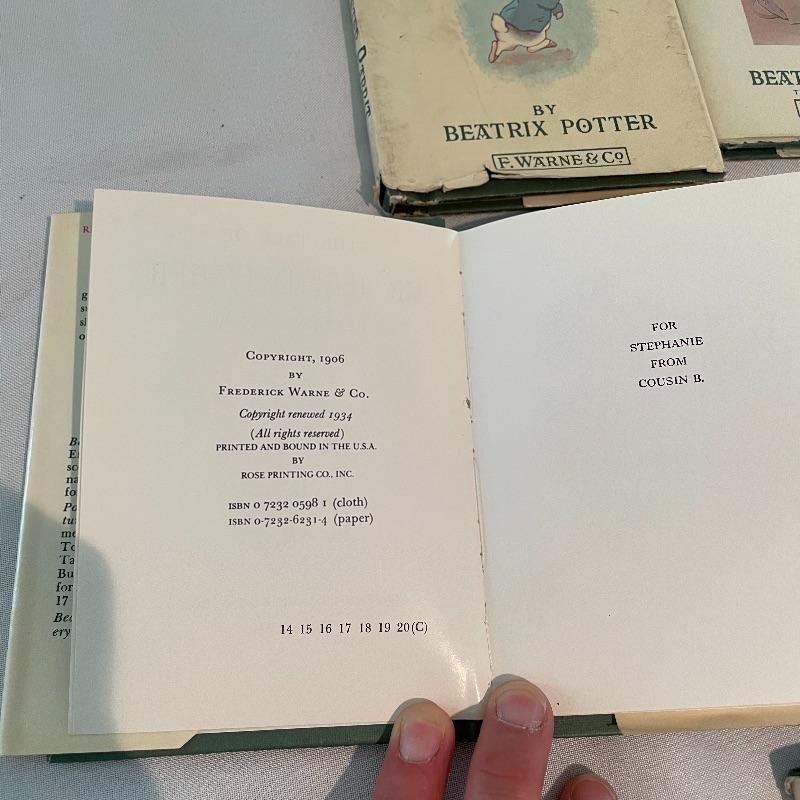 BY
BEATRIX POTTER
F. WARNE & Co
COPYRIGHT, 1906
BY
FREDERICK WARNE & Co.
Copyright renewed 1934
(All rights reserved)
PRINTED AND BOUND IN THE U.S.A.
BY
ROSE PRINTING CO., INC.
ISBN 0 7232 0598 1 (cloth)
ISBN 0-7232-6231-4 (paper)
14 15 16 17 18 19 20(C)
FOR
STEPHANIE
FROM
COUSIN B.